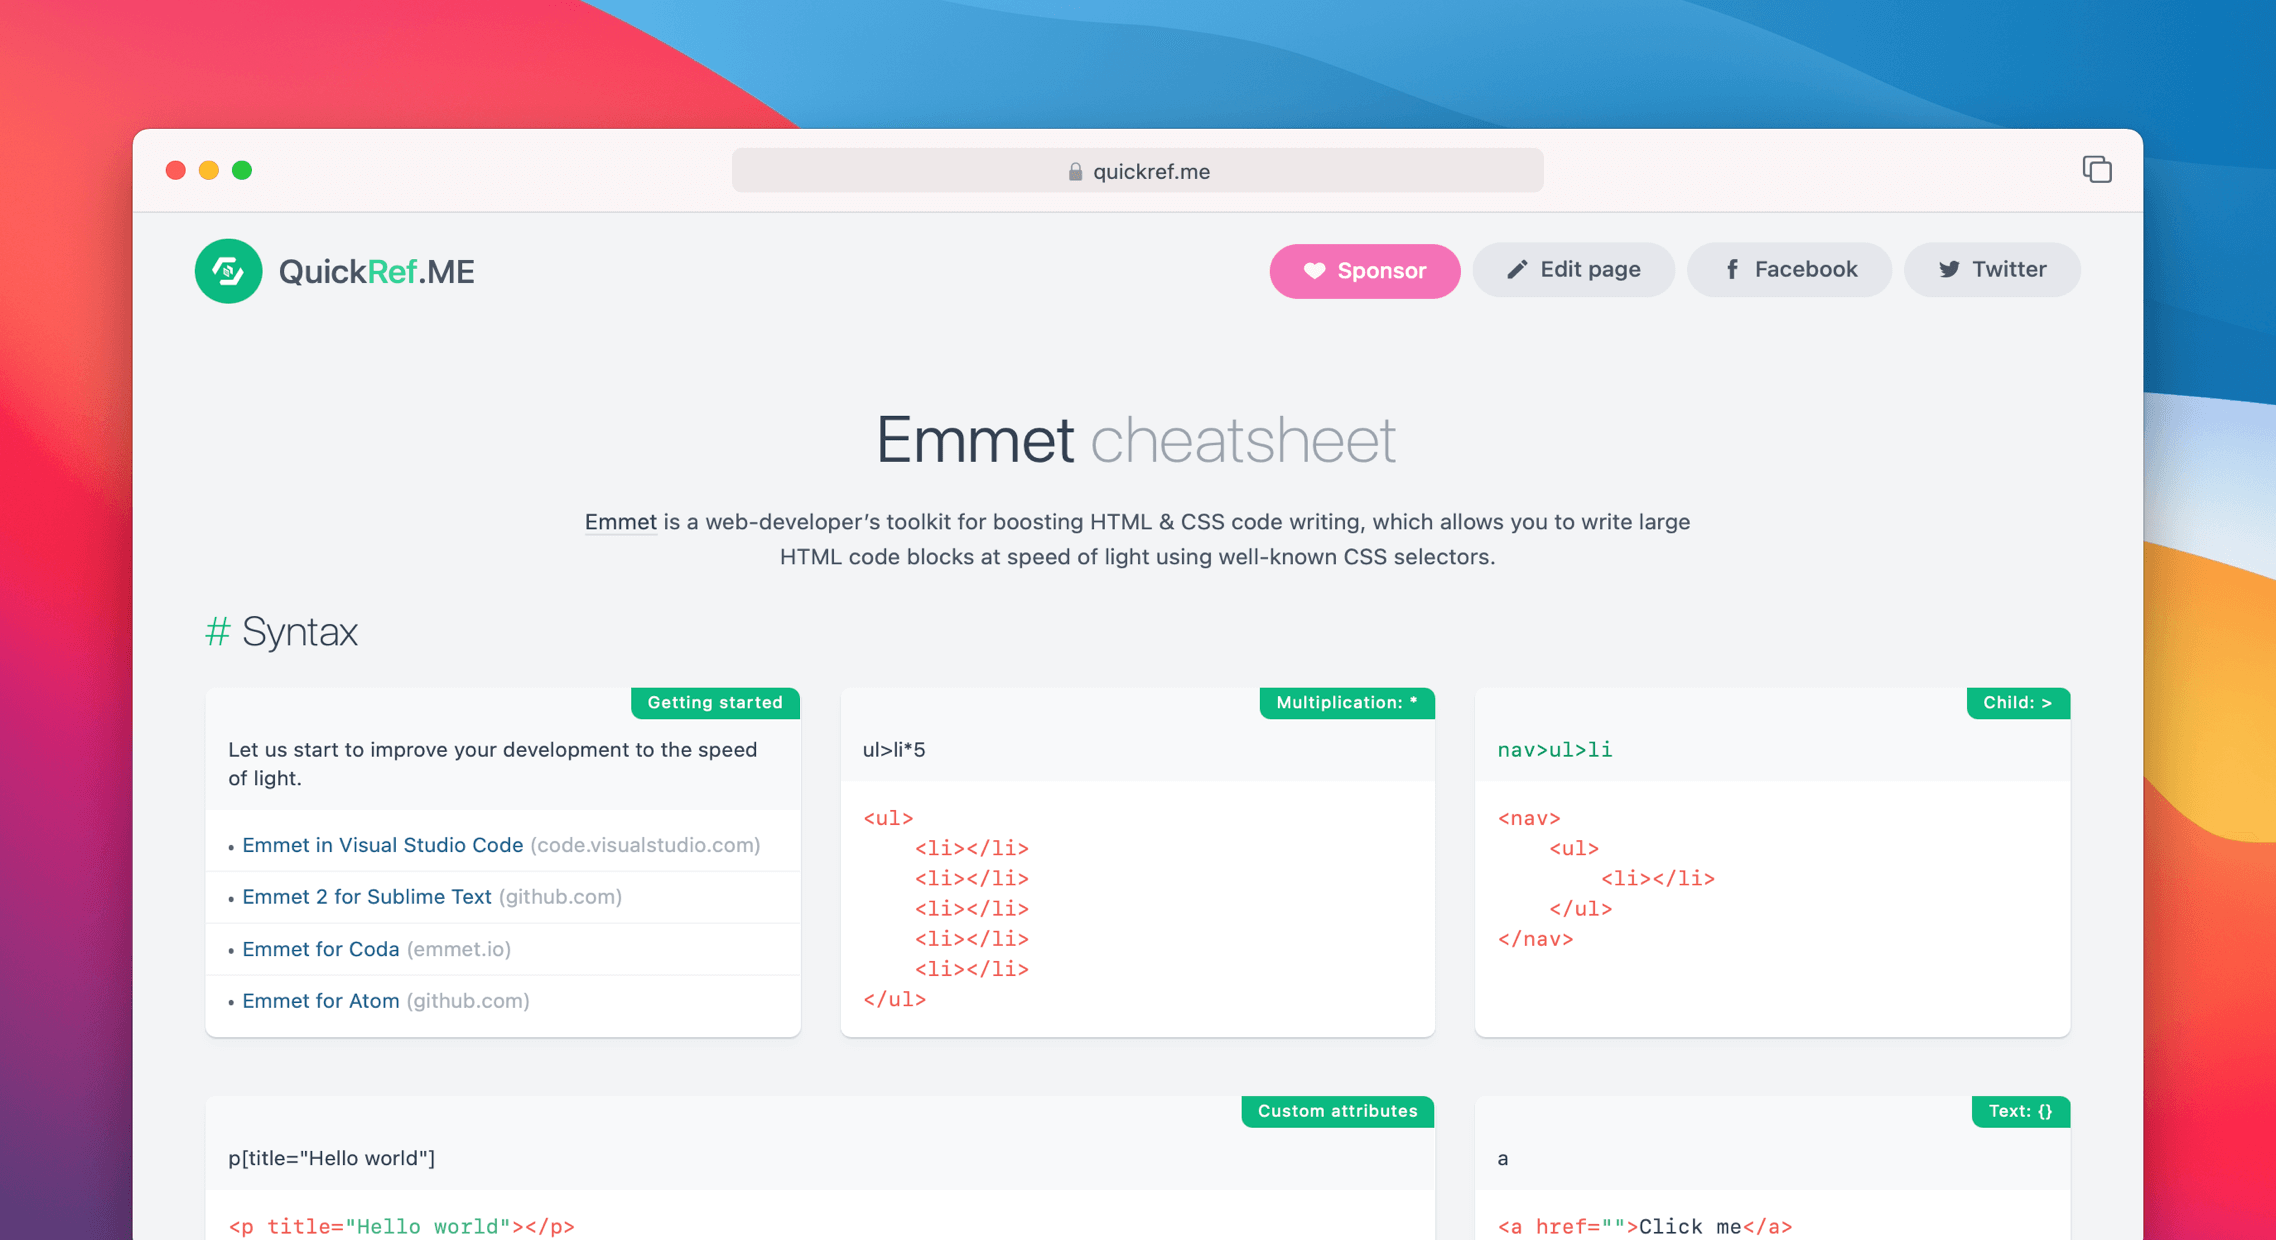 quickref.me
QuickRef.ME
Sponsor
Edit page
Facebook
Twitter
Emmet cheatsheet
Emmet is a web-developer’s toolkit for boosting HTML & CSS code writing, which allows you to write large
HTML code blocks at speed of light using well-known CSS selectors.
# Syntax
Getting started
Let us start to improve your development to the speed
of light.
• Emmet in Visual Studio Code (code.visualstudio.com)
• Emmet 2 for Sublime Text (github.com)
• Emmet for Coda (emmet.io)
• Emmet for Atom (github.com)
Multiplication: *
ul>li*5
<ul>
    <li></li>
    <li></li>
    <li></li>
    <li></li>
    <li></li>
</ul>
Child: >
nav>ul>li
<nav>
    <ul>
        <li></li>
    </ul>
</nav>
Custom attributes
p[title="Hello world"]
<p title="Hello world"></p>
Text: {}
a
<a href="">Click me</a>